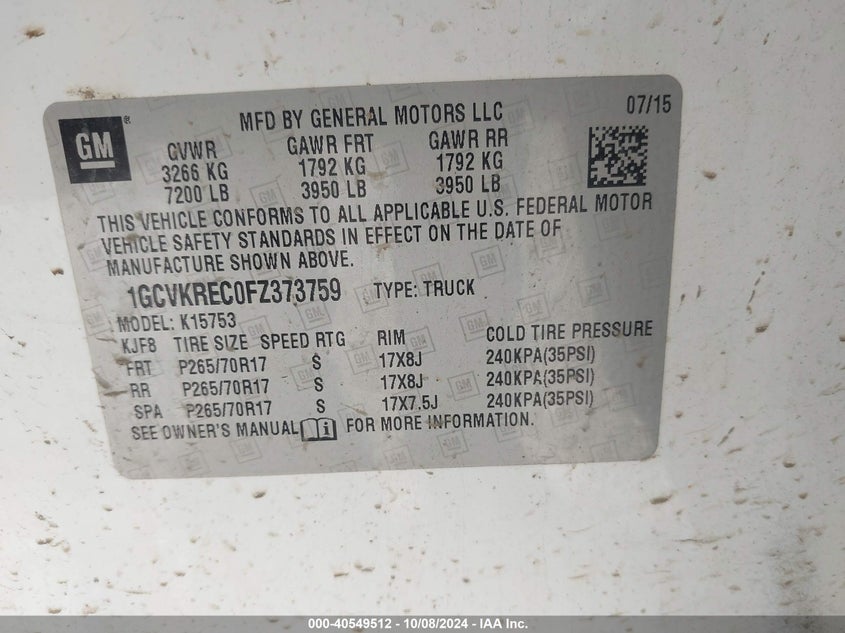 GM ®
MFD BY GENERAL MOTORS LLC 07/15
GVWR GAWR FRT GAWR RR
3266 KG 1792 KG 1792 KG
7200 LB 3950 LB 3950 LB
THIS VEHICLE CONFORMS TO ALL APPLICABLE U.S. FEDERAL MOTOR
VEHICLE SAFETY STANDARDS IN EFFECT ON THE DATE OF
MANUFACTURE SHOWN ABOVE.
1GCVKREC0FZ373759 TYPE: TRUCK
MODEL: K15753
KJF8 TIRE SIZE SPEED RTG RIM COLD TIRE PRESSURE
FRT P265/70R17 S 17X8J 240KPA(35PSI)
RR P265/70R17 S 17X8J 240KPA(35PSI)
SPA P265/70R17 S 17X7.5J 240KPA(35PSI)
SEE OWNER'S MANUAL i FOR MORE INFORMATION.
000-40549512 - 10/08/2024 - IAA Inc.